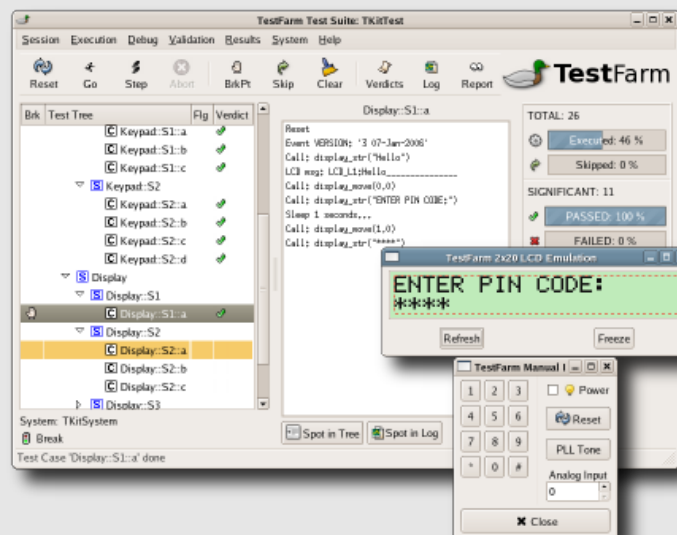 TestFarm Test Suite: TKitTest
Session Execution Debug Validation Results System Help
Reset Go Step Abort BrkPt Skip Clear Verdicts Log Report TestFarm
Brk Test Tree Flg Verdict
C Keypad::S1::a
C Keypad::S1::b
C Keypad::S1::c
S Keypad::S2
C Keypad::S2::a
C Keypad::S2::b
C Keypad::S2::c
C Keypad::S2::d
S Display
S Display::S1
C Display::S1::a
S Display::S2
C Display::S2::a
C Display::S2::b
C Display::S2::c
S Display::S3
System: TKitSystem
Break
Test Case 'Display::S1::a' done
Display::S1::a
Reset
Event VERSION: '3 07-Jan-2006'
Call: display_str("Hello")
LCD msg: LCD_L1:Hello_______________
Call: display_move(0,0)
Call: display_str("ENTER PIN CODE:")
Sleep 1 seconds...
Call: display_move(1,0)
Call: display_str("****")
Spot in Tree Spot in Log
TOTAL: 26
Executed: 46 %
Skipped: 0 %
SIGNIFICANT: 11
PASSED: 100 %
FAILED: 0 %
TestFarm 2x20 LCD Emulation
ENTER PIN CODE:
****
Refresh Freeze
TestFarm Manual I
1 2 3 Power
4 5 6 Reset
7 8 9 PLL Tone
* 0 #
Analog Input
0
Close